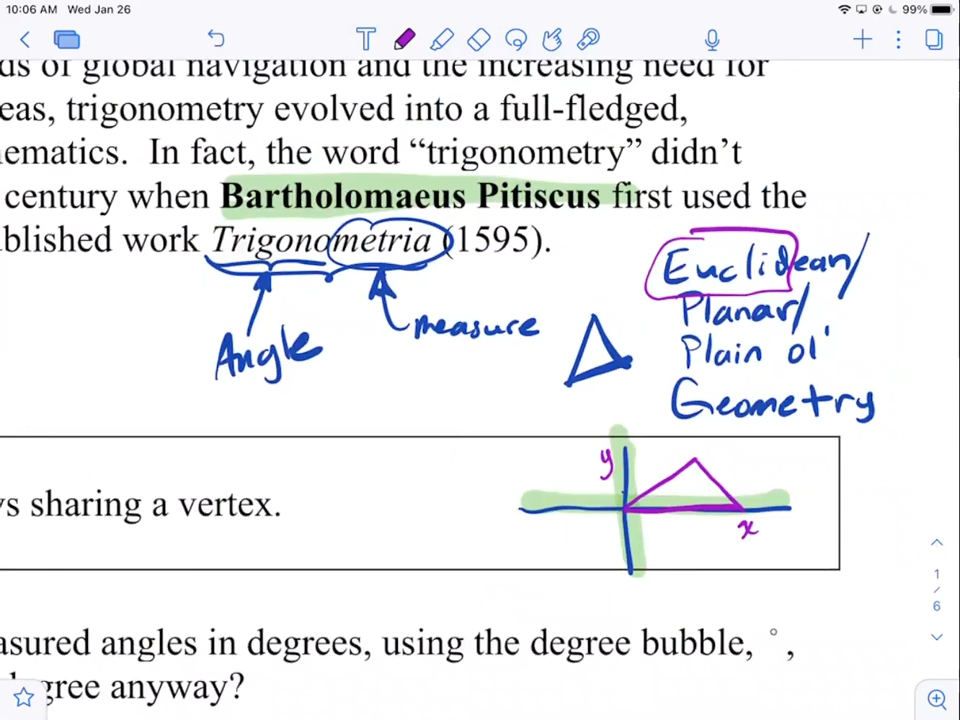 10:06 AM Wed Jan 26
99%
ds of global navigation and the increasing need for
eas, trigonometry evolved into a full-fledged,
ematics. In fact, the word “trigonometry” didn’t
century when Bartholomaeus Pitiscus first used the
blished work Trigonometria (1595).
Euclidean/
Planar/
Plain ol'
Geometry
measure
Angle
y
x
s sharing a vertex.
1
/
6
asured angles in degrees, using the degree bubble, °,
gree anyway?